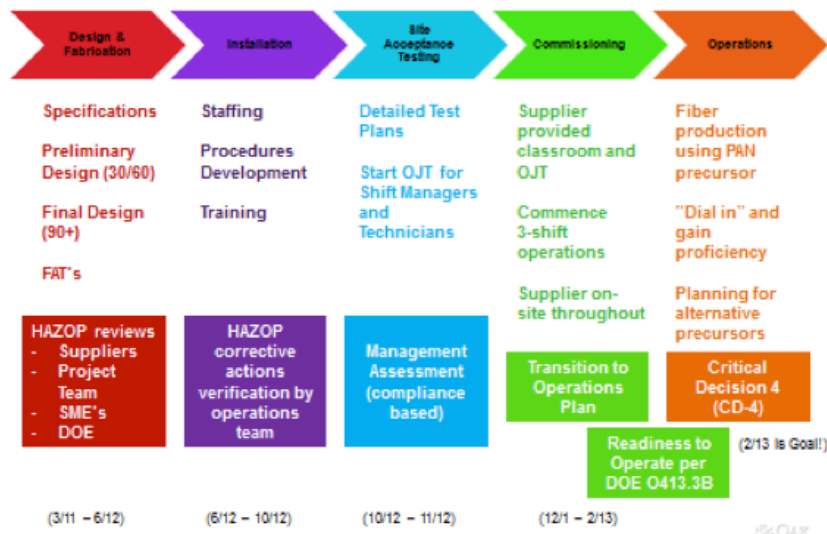 Design &
Fabrication
Installation
Site
Acceptance
Testing
Commissioning
Operations
Specifications
Preliminary
Design (30/60)
Final Design
(90+)
FAT's
Staffing
Procedures
Development
Training
Detailed Test
Plans
Start OJT for
Shift Managers
and
Technicians
Supplier
provided
classroom and
OJT
Commence
3-shift
operations
Supplier on-
site throughout
Fiber
production
using PAN
precursor
"Dial in" and
gain
proficiency
Planning for
alternative
precursors
HAZOP reviews
- Suppliers
- Project
Team
- SME's
- DOE
HAZOP
corrective
actions
verification by
operations
team
Management
Assessment
(compliance
based)
Transition to
Operations
Plan
Critical
Decision 4
(CD-4)
Readiness to
Operate per
DOE O413.3B
(2/13 is Goal!)
(3/11 – 6/12)
(6/12 – 10/12)
(10/12 – 11/12)
(12/1 – 2/13)